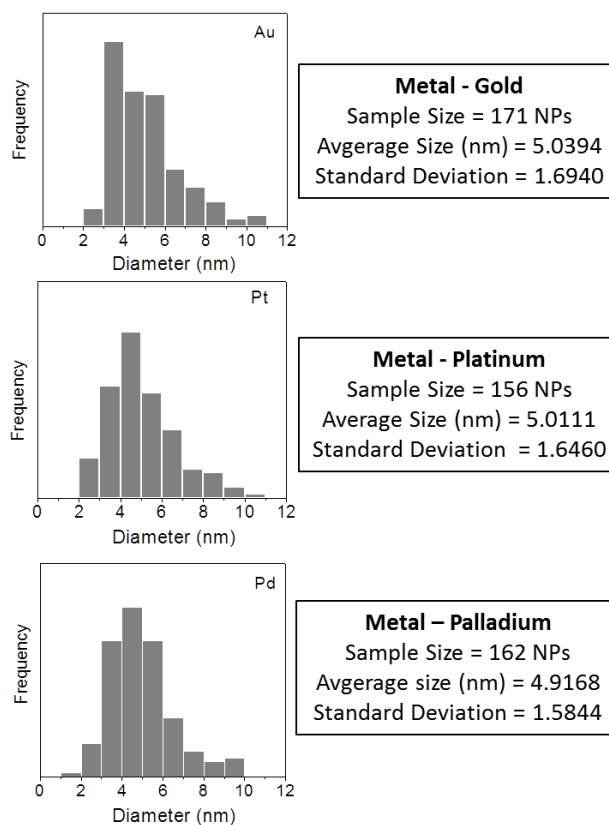 Au
Frequency
0 2 4 6 8 10 12
Diameter (nm)
Metal - Gold
Sample Size = 171 NPs
Avgerage Size (nm) = 5.0394
Standard Deviation = 1.6940
Pt
Frequency
0 2 4 6 8 10 12
Diameter (nm)
Metal - Platinum
Sample Size = 156 NPs
Average Size (nm) = 5.0111
Standard Deviation = 1.6460
Pd
Frequency
0 2 4 6 8 10 12
Diameter (nm)
Metal – Palladium
Sample Size = 162 NPs
Avgerage size (nm) = 4.9168
Standard Deviation = 1.5844